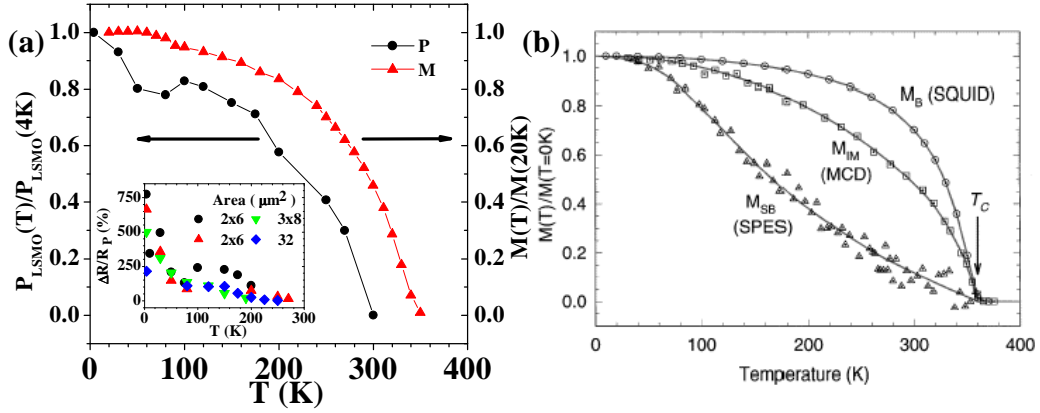 (a)
P_LSMO(T)/P_LSMO(4K)
1.0
0.8
0.6
0.4
0.2
0.0
P
M
1.0
0.8
0.6
0.4
0.2
0.0
M(T)/M(20K)
Area ( μm²)
2x6 3x8
2x6 32
ΔR/R_P (%)
750
500
250
0
0 50 100 150 200 250 300
T (K)
0 100 200 300 400
T (K)
(b)
M(T)/M(T=0K)
1.0
0.8
0.6
0.4
0.2
0.0
M_B (SQUID)
M_IM
(MCD)
M_SB
(SPES)
T_C
0 100 200 300 400
Temperature (K)